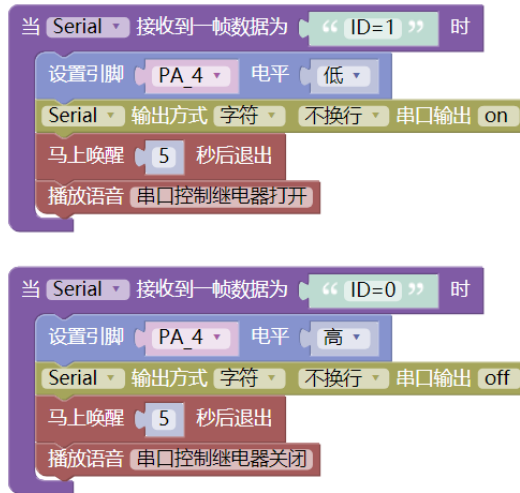 当 Serial 接收到一帧数据为 “ ID=1 ” 时
设置引脚 PA_4 电平 低
Serial 输出方式 字符 不换行 串口输出 on
马上唤醒 5 秒后退出
播放语音 串口控制继电器打开
当 Serial 接收到一帧数据为 “ ID=0 ” 时
设置引脚 PA_4 电平 高
Serial 输出方式 字符 不换行 串口输出 off
马上唤醒 5 秒后退出
播放语音 串口控制继电器关闭